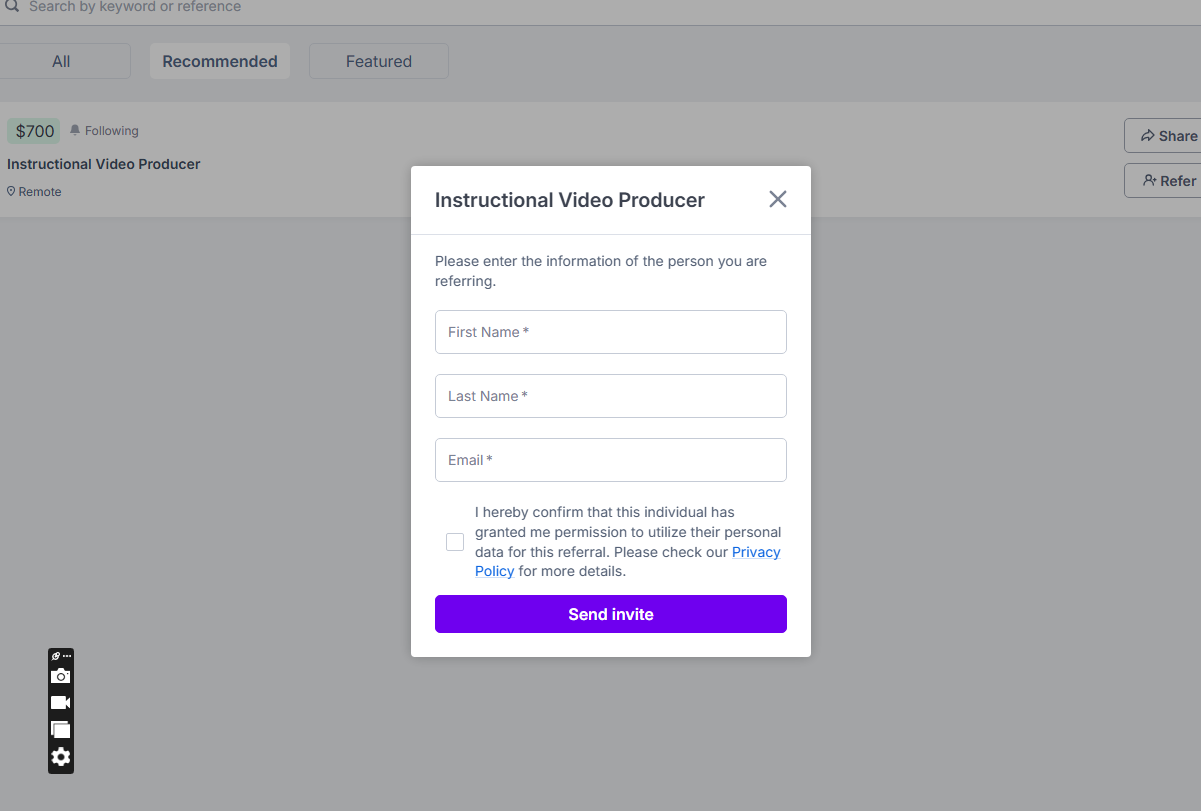 Search by keyword or reference
All
Recommended
Featured
$700
Following
Instructional Video Producer
Remote
Share
Refer
Instructional Video Producer
Please enter the information of the person you are
referring.
First Name *
Last Name *
Email *
I hereby confirm that this individual has
granted me permission to utilize their personal
data for this referral. Please check our Privacy
Policy for more details.
Send invite